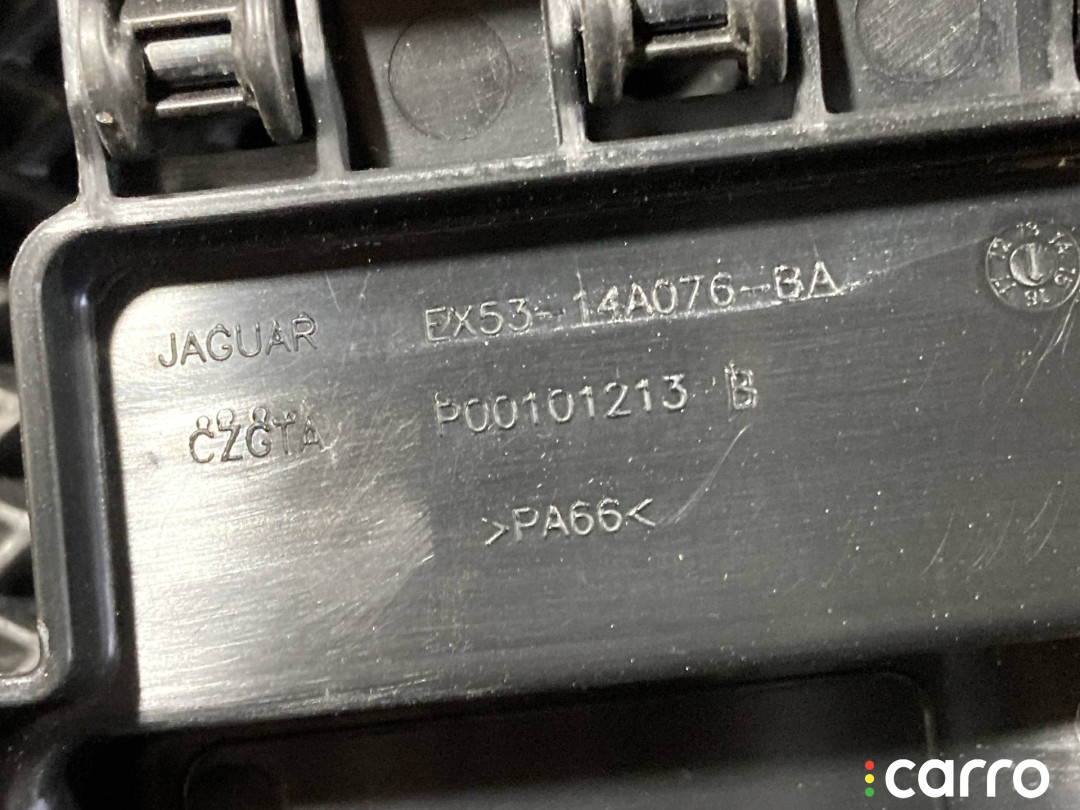 JAGUAR EX53-14A076-BA
CZGTA P00101213 B
>PA66<
carro